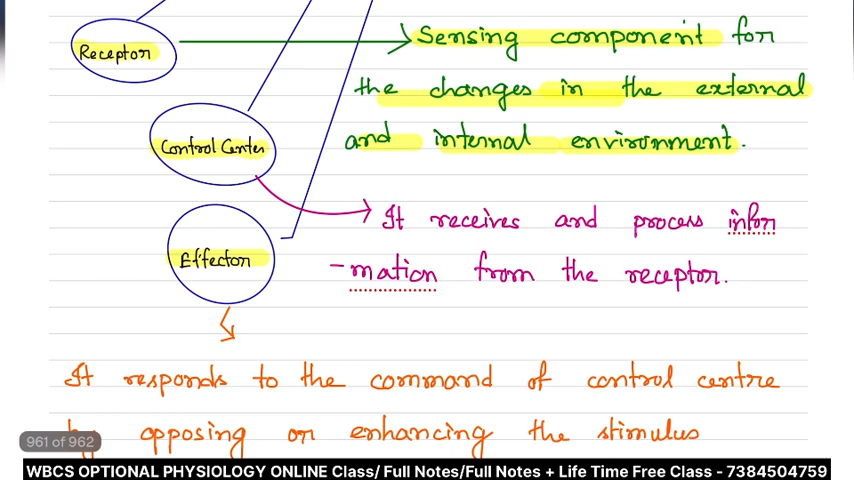 Receptor
Sensing component for
the changes in the external
and internal environment.
Control Center
It receives and process infor
-mation from the receptor.
Effector
It responds to the command of control centre
by opposing or enhancing the stimulus
961 of 962
WBCS OPTIONAL PHYSIOLOGY ONLINE Class/ Full Notes/Full Notes + Life Time Free Class - 7384504759